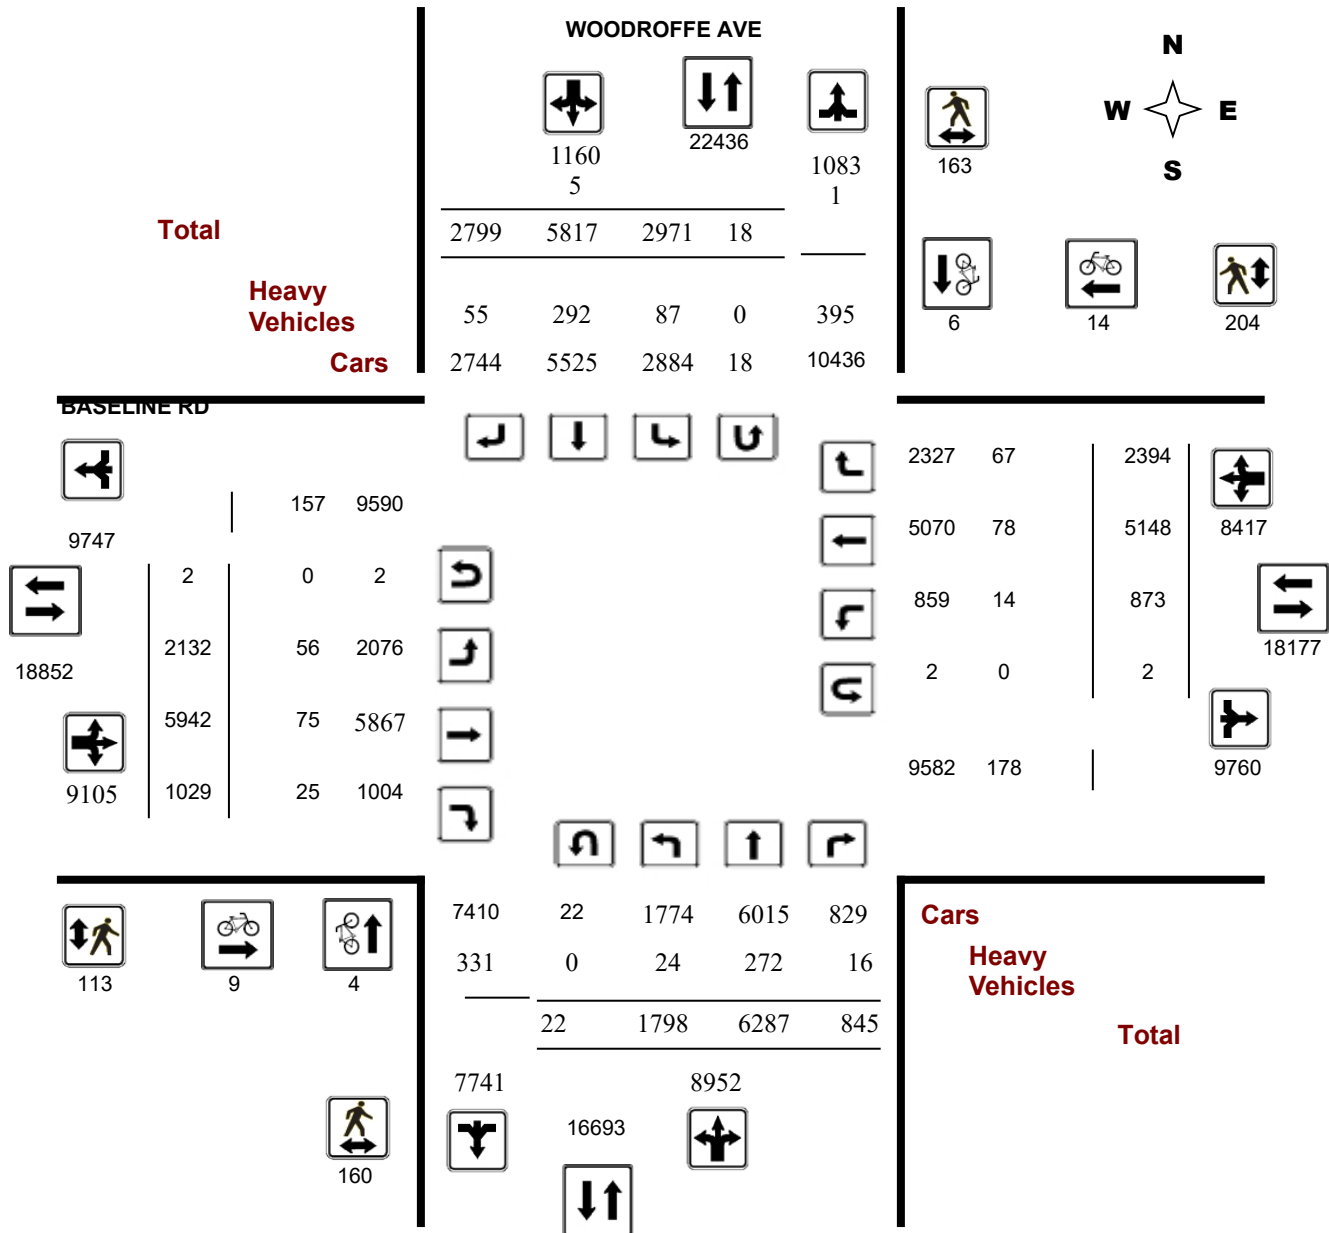 WOODROFFE AVE
N
W E
S
22436
1160
5
1083
1
163
Total
2799 5817 2971 18
Heavy
Vehicles
55 292 87 0 395
Cars
2744 5525 2884 18 10436
6 14 204
BASELINE RD
9747
157 9590
2 0 2
18852
2132 56 2076
5942 75 5867
9105
1029 25 1004
2327 67 2394
8417
5070 78 5148
859 14 873
18177
2 0 2
9582 178 9760
113 9 4
7410 22 1774 6015 829
Cars
331 0 24 272 16
Heavy
Vehicles
22 1798 6287 845
Total
7741 8952
16693
160